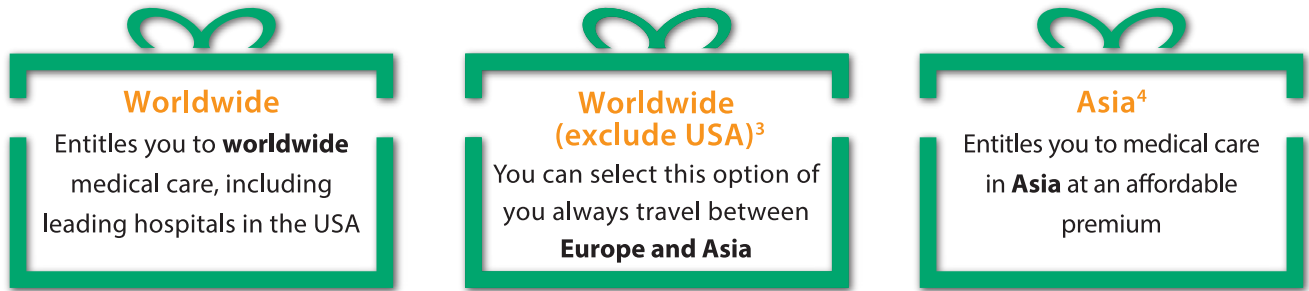 Worldwide
Entitles you to worldwide
medical care, including
leading hospitals in the USA
Worldwide
(exclude USA)³
You can select this option of
you always travel between
Europe and Asia
Asia⁴
Entitles you to medical care
in Asia at an affordable
premium